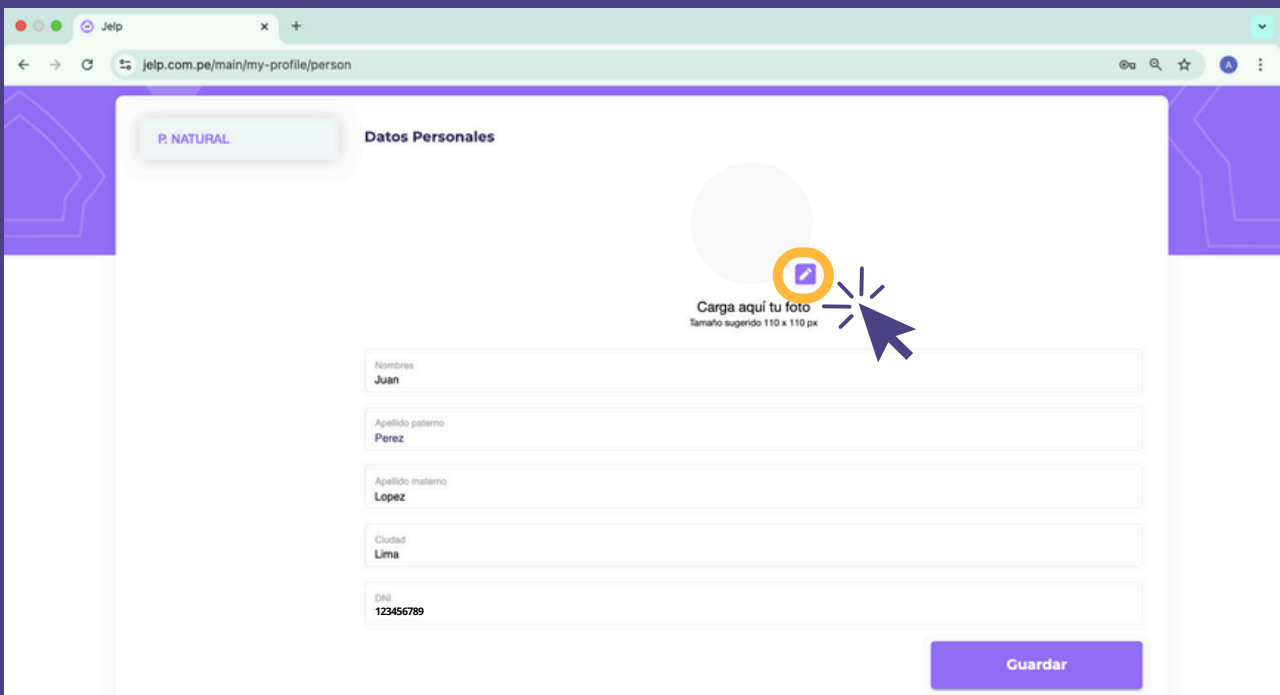 Jelp
jelp.com.pe/main/my-profile/person
A
P. NATURAL
Datos Personales
Carga aquí tu foto
Tamaño sugerido 110 x 110 px
Nombres
Juan
Apellido paterno
Perez
Apellido materno
Lopez
Ciudad
Lima
DNI
123456789
Guardar